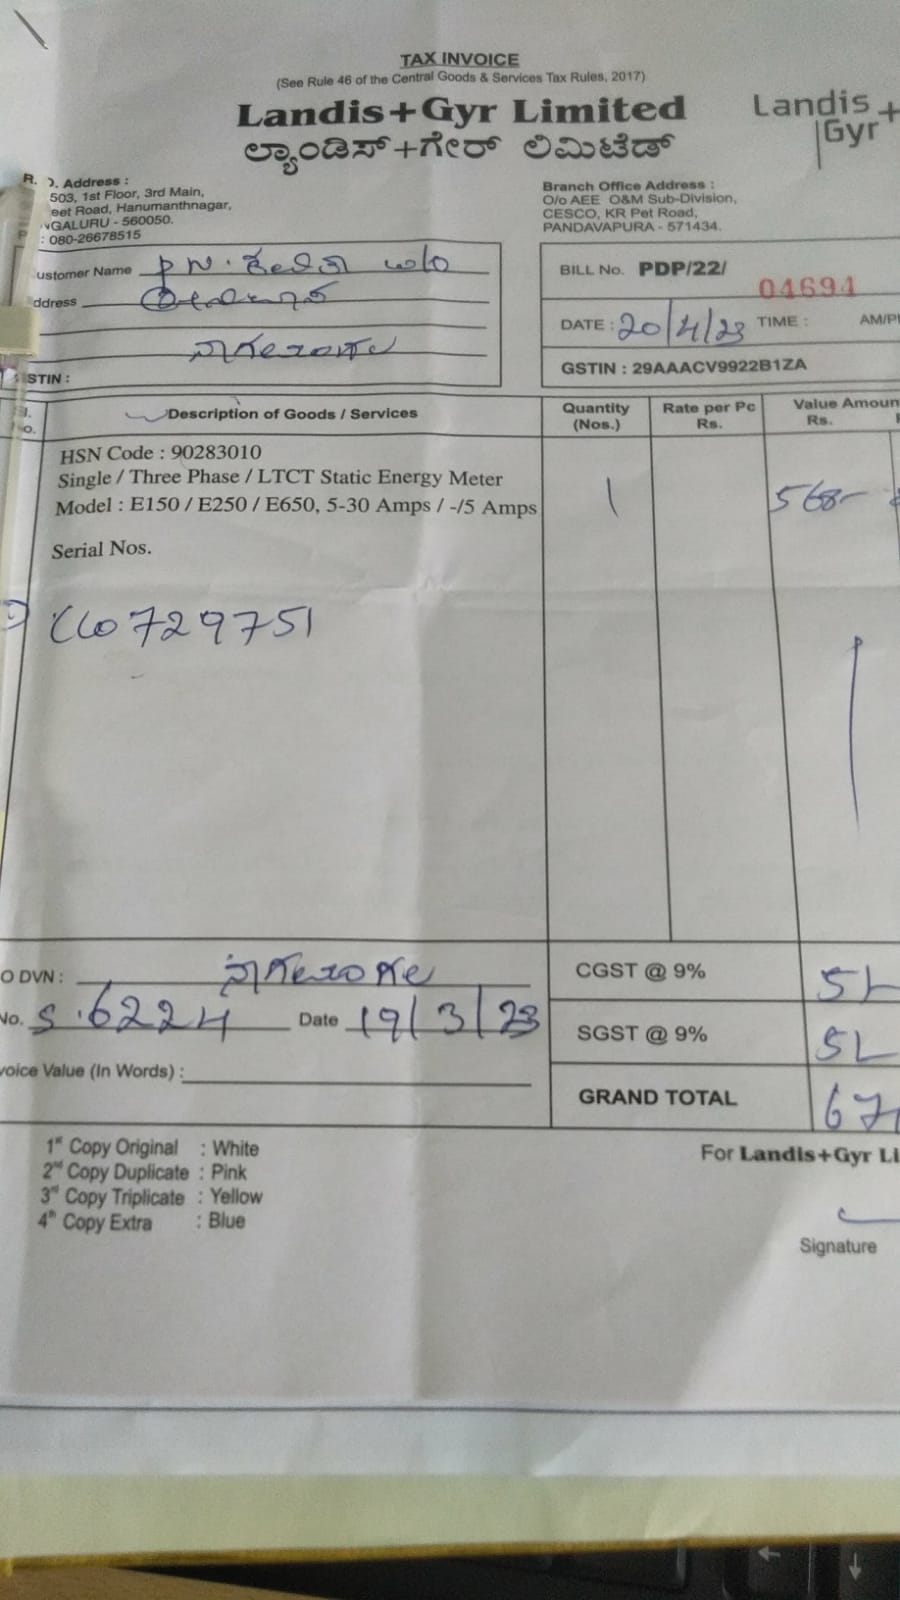 TAX INVOICE
(See Rule 46 of the Central Goods & Services Tax Rules, 2017)
Landis+Gyr Limited
ಲ್ಯಾಂಡಿಸ್+ಗೇರ್ ಲಿಮಿಟೆಡ್
Landis+
Gyr
Address :
503, 1st Floor, 3rd Main,
eet Road, Hanumanthnagar,
GALURU - 560050.
: 080-26678515
Branch Office Address :
O/o AEE O&M Sub-Division,
CESCO, KR Pet Road,
PANDAVAPURA - 571434.
ustomer Name
ddress
STIN :
BILL No. PDP/22/ 04694
DATE : 20/4/23 TIME : AM/P
GSTIN : 29AAACV9922B1ZA
Description of Goods / Services Quantity (Nos.) Rate per Pc Rs. Value Amoun Rs.
HSN Code : 90283010
Single / Three Phase / LTCT Static Energy Meter
Model : E150 / E250 / E650, 5-30 Amps / -/5 Amps 1 568-
Serial Nos.
729751
O DVN :
No. S.6224 Date 19/3/23
voice Value (In Words) :
CGST @ 9% 51
SGST @ 9% 51
GRAND TOTAL 67
1st Copy Original : White
2nd Copy Duplicate : Pink
3rd Copy Triplicate : Yellow
4th Copy Extra : Blue
For Landis+Gyr Li
Signature